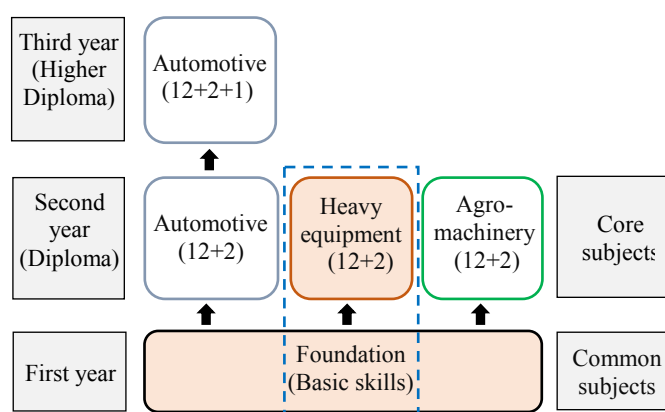 Third year
(Higher
Diploma)
Automotive
(12+2+1)
Second
year
(Diploma)
Automotive
(12+2)
Heavy
equipment
(12+2)
Agro-
machinery
(12+2)
Core
subjects
First year
Foundation
(Basic skills)
Common
subjects